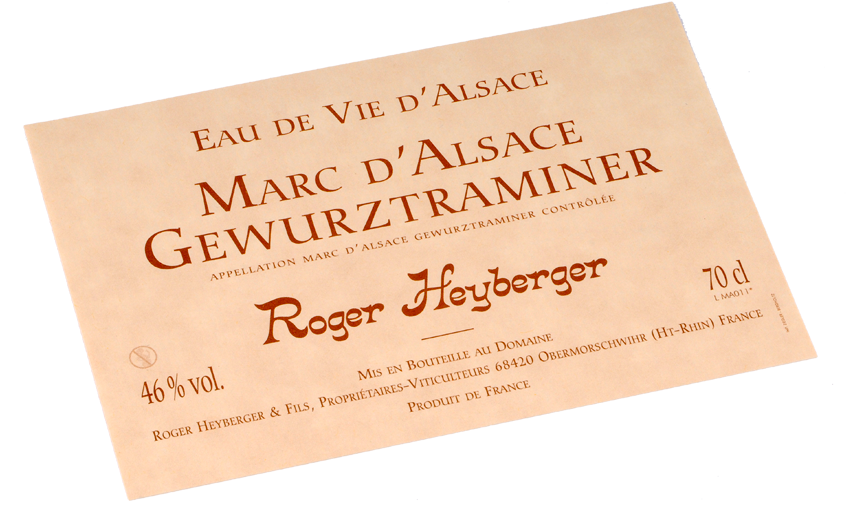 EAU DE VIE D'ALSACE
MARC D'ALSACE
GEWURZTRAMINER
APPELLATION MARC D'ALSACE GEWURZTRAMINER CONTRÔLÉE
Roger Heyberger
70 cl
L MA011*
46 % vol.
MIS EN BOUTEILLE AU DOMAINE
ROGER HEYBERGER & FILS, PROPRIÉTAIRES-VITICULTEURS 68420 OBERMORSCHWIHR (HT-RHIN) FRANCE
PRODUIT DE FRANCE